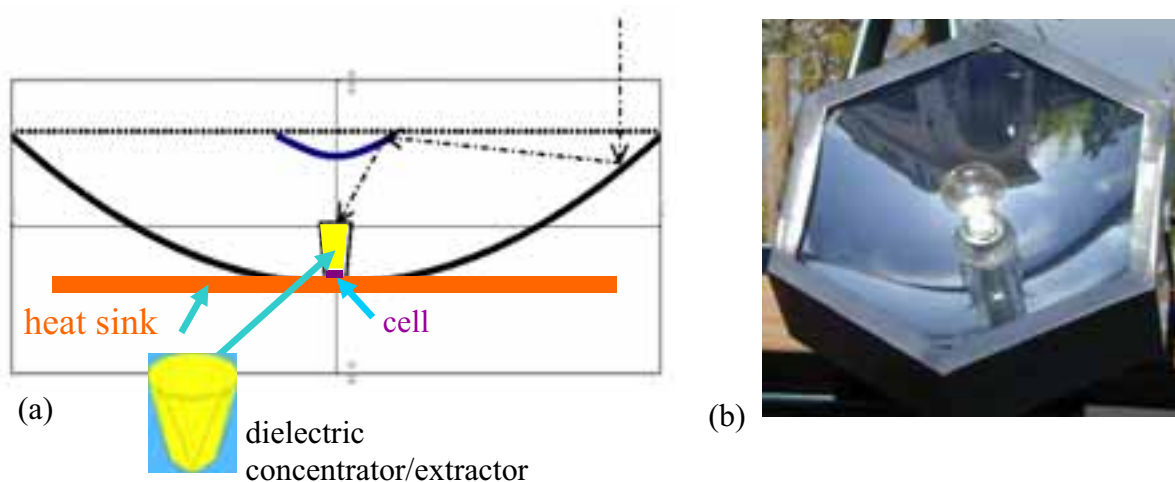 heat sink
cell
(a)
dielectric
concentrator/extractor
(b)